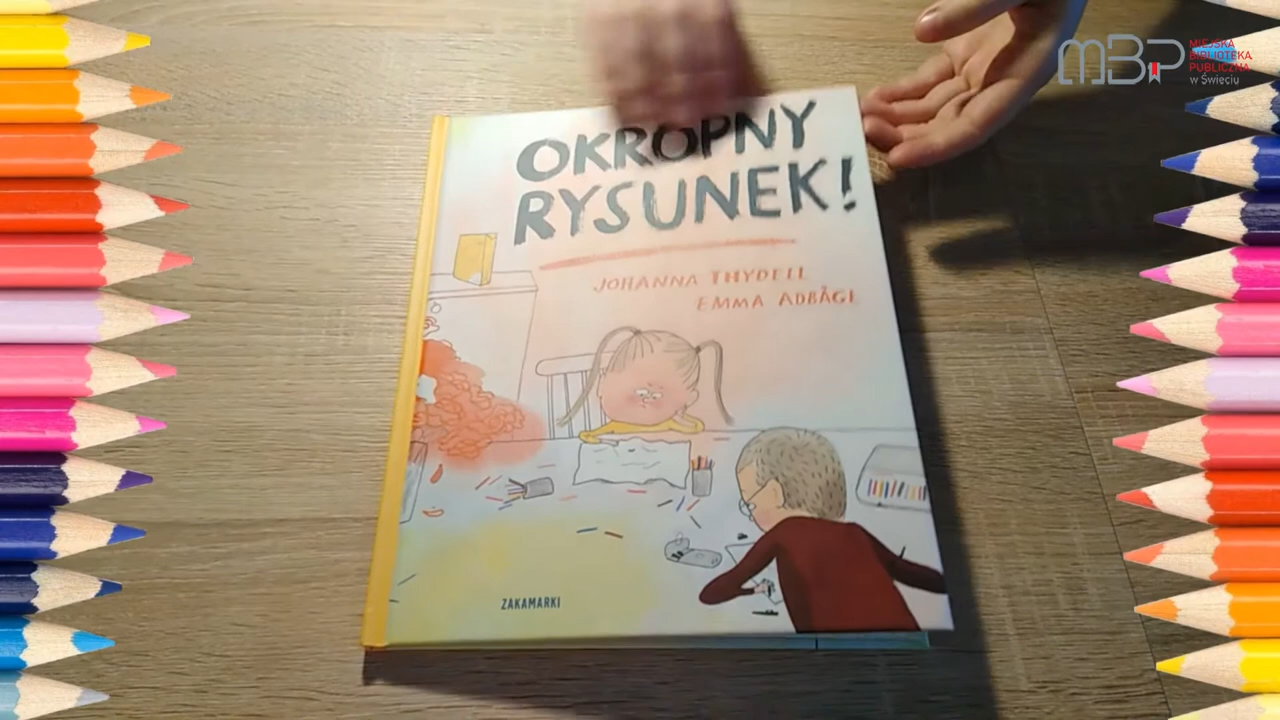 OKROPNY
RYSUNEK!
JOHANNA THYDELL
EMMA ADBÅGE
ZAKAMARKI
MBP
MIEJSKA
BIBLIOTEKA
PUBLICZNA
w Świeciu